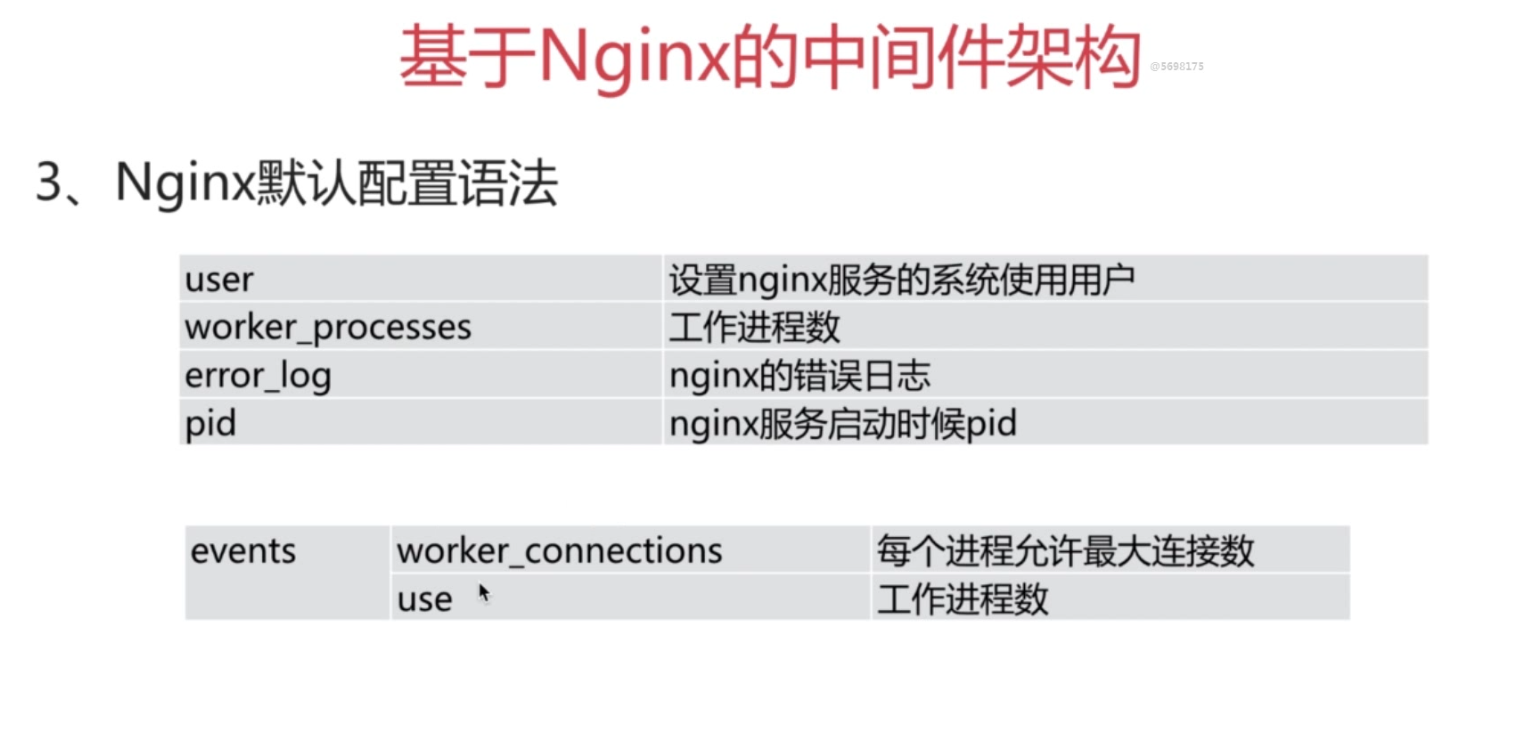 基于Nginx的中间件架构
@5698175
3、Nginx默认配置语法
user 设置nginx服务的系统使用用户
worker_processes 工作进程数
error_log nginx的错误日志
pid nginx服务启动时候pid
events worker_connections 每个进程允许最大连接数
use 工作进程数